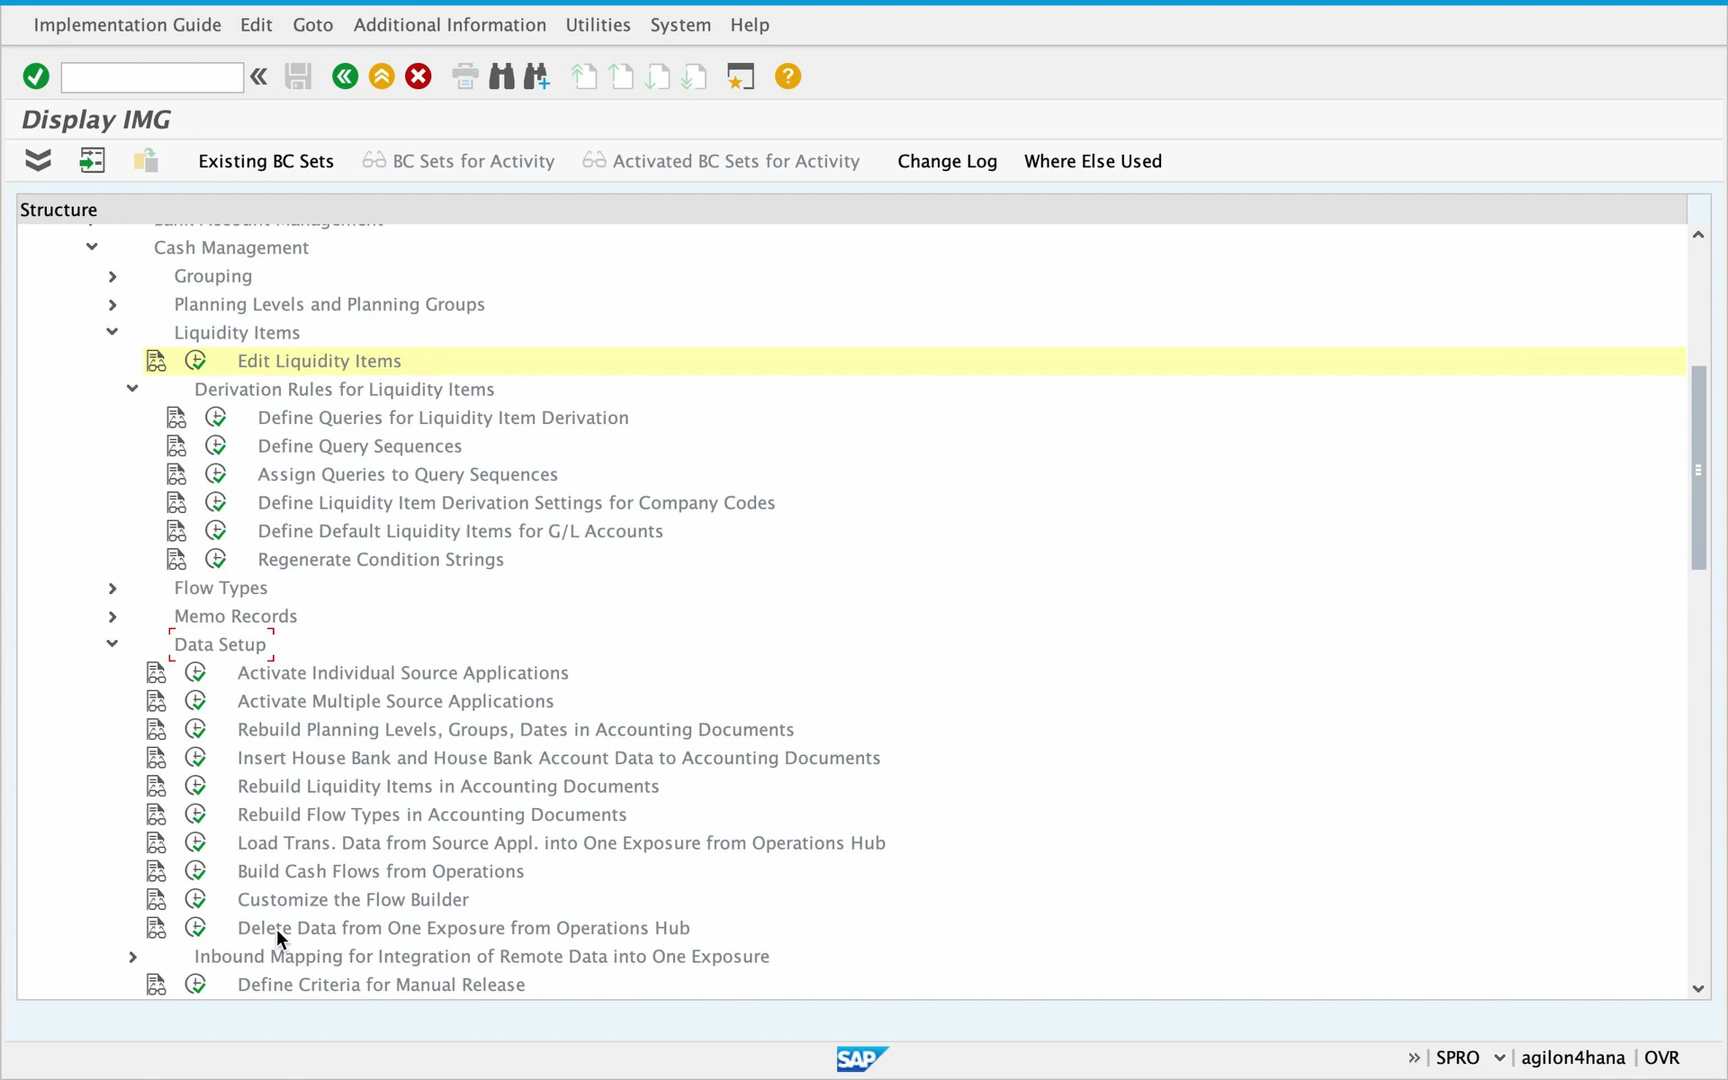 Implementation Guide Edit Goto Additional Information Utilities System Help
Display IMG
Existing BC Sets BC Sets for Activity Activated BC Sets for Activity Change Log Where Else Used
Structure
Bank Account Management
Cash Management
Grouping
Planning Levels and Planning Groups
Liquidity Items
Edit Liquidity Items
Derivation Rules for Liquidity Items
Define Queries for Liquidity Item Derivation
Define Query Sequences
Assign Queries to Query Sequences
Define Liquidity Item Derivation Settings for Company Codes
Define Default Liquidity Items for G/L Accounts
Regenerate Condition Strings
Flow Types
Memo Records
Data Setup
Activate Individual Source Applications
Activate Multiple Source Applications
Rebuild Planning Levels, Groups, Dates in Accounting Documents
Insert House Bank and House Bank Account Data to Accounting Documents
Rebuild Liquidity Items in Accounting Documents
Rebuild Flow Types in Accounting Documents
Load Trans. Data from Source Appl. into One Exposure from Operations Hub
Build Cash Flows from Operations
Customize the Flow Builder
Delete Data from One Exposure from Operations Hub
Inbound Mapping for Integration of Remote Data into One Exposure
Define Criteria for Manual Release
SAP SPRO agilon4hana OVR